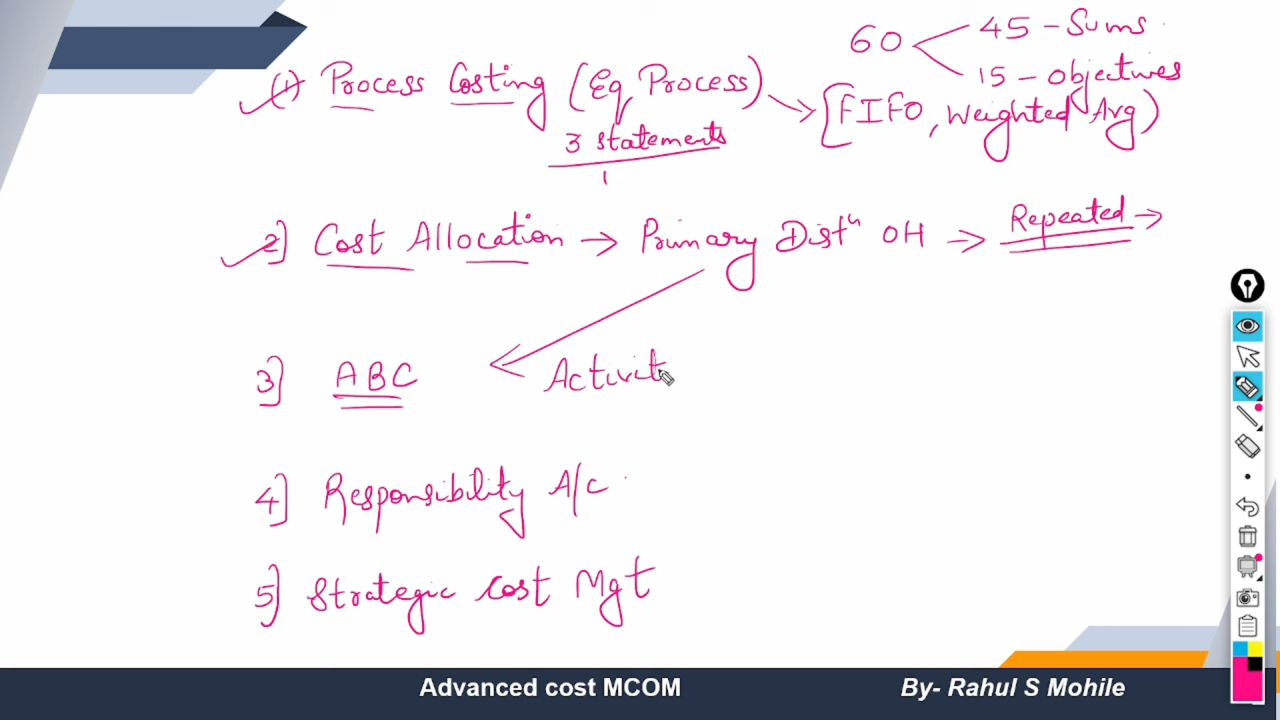 60 45 - Sums
15 - Objectives
(1) Process Costing (Eq. Process) [FIFO, Weighted Avg)
3 statements
2] Cost Allocation → Primary Distⁿ OH → Repeated →
3] ABC Activit
4] Responsibility A/c
5] Strategic Cost Mgt
Advanced cost MCOM By- Rahul S Mohile